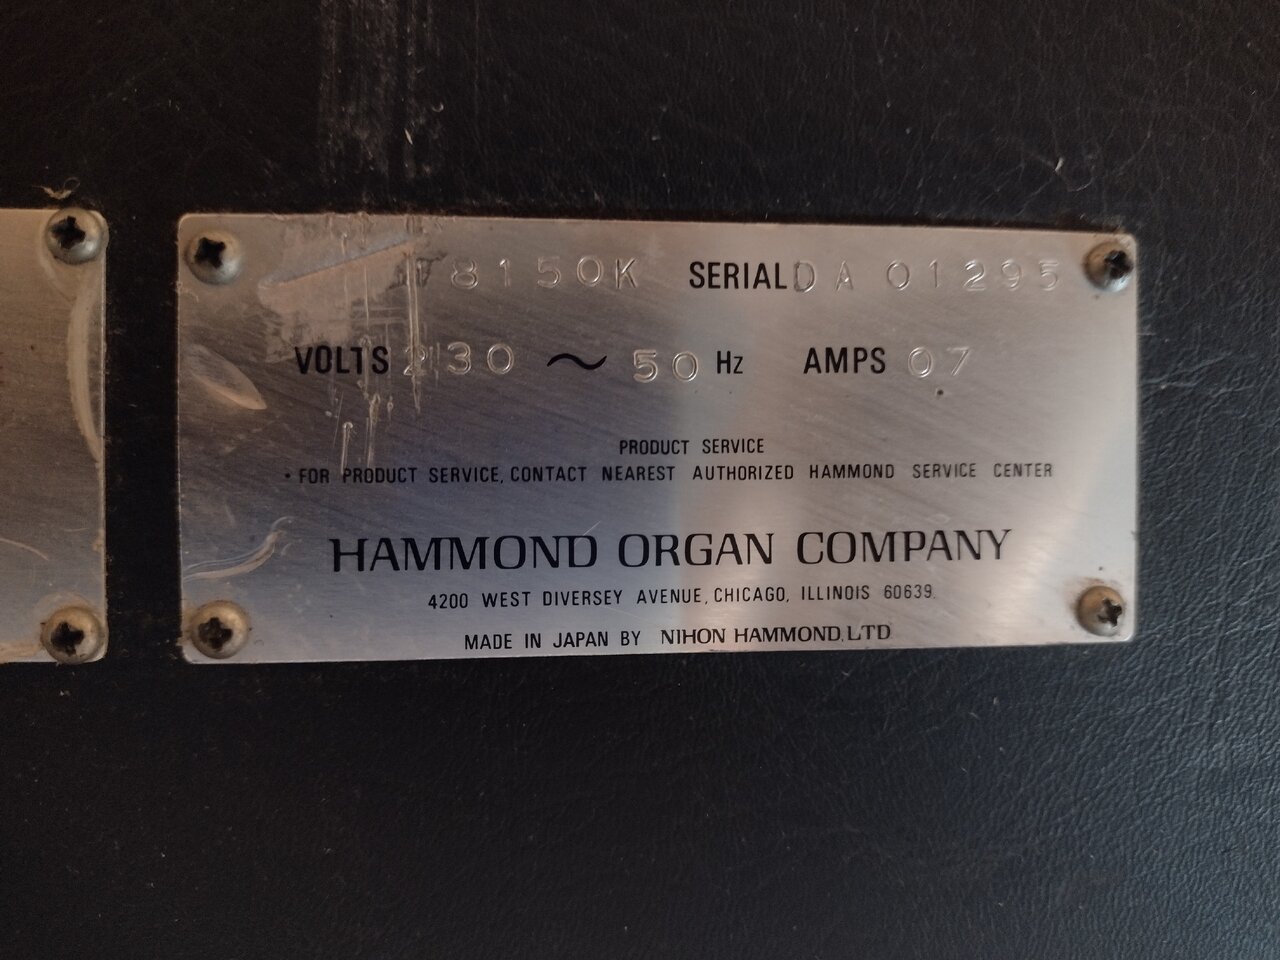 8150K SERIAL DA 01295
VOLTS 230 ~ 50 Hz AMPS 07
PRODUCT SERVICE
• FOR PRODUCT SERVICE, CONTACT NEAREST AUTHORIZED HAMMOND SERVICE CENTER
HAMMOND ORGAN COMPANY
4200 WEST DIVERSEY AVENUE, CHICAGO, ILLINOIS 60639.
MADE IN JAPAN BY NIHON HAMMOND, LTD